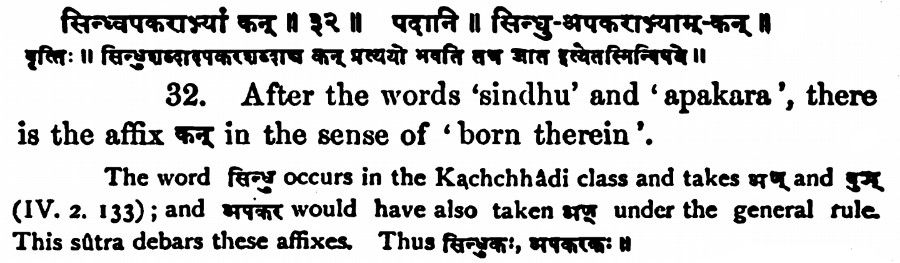 सिन्ध्वपकराभ्यां कन् ॥ ३२ ॥ पदानि ॥ सिन्धु-अपकराभ्याम्-कन् ॥
वृत्तिः ॥ सिन्धुशब्दादपकरशब्दाच्च कन् प्रत्ययो भवति तत्र जात इत्येतस्मिन्विषये ॥
32. After the words 'sindhu' and 'apakara', there
is the affix कन् in the sense of 'born therein'.
The word सिन्धु occurs in the Kachchhâdi class and takes अण् and वुञ्
(IV. 2. 133); and अपकर would have also taken अण् under the general rule.
This sûtra debars these affixes. Thus सिन्धुकः, अपकरकः ॥